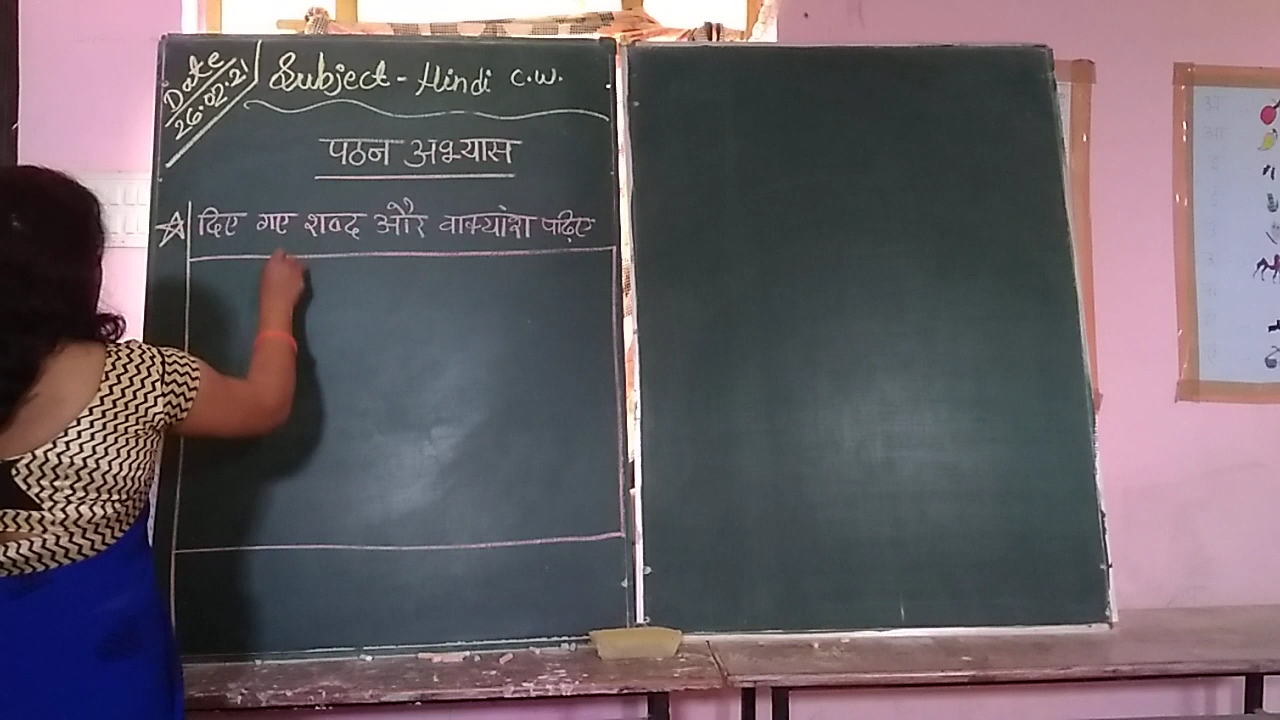 Date
26.02.21
Subject - Hindi C.W.
पठन अभ्यास
दिए गए शब्द और वाक्यांश पढ़िए